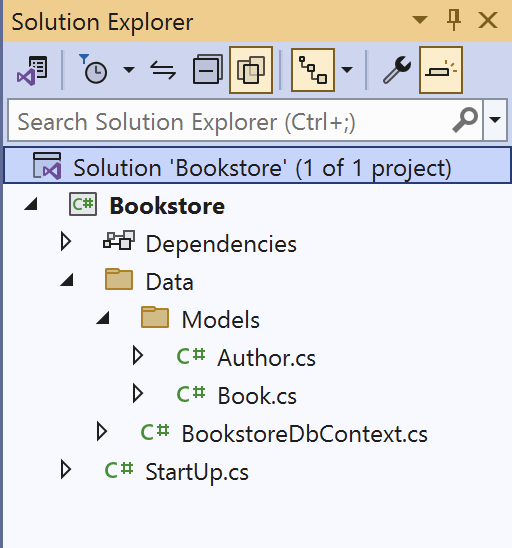 Solution Explorer
Search Solution Explorer (Ctrl+;)
Solution 'Bookstore' (1 of 1 project)
C# Bookstore
Dependencies
Data
Models
C# Author.cs
C# Book.cs
C# BookstoreDbContext.cs
C# StartUp.cs